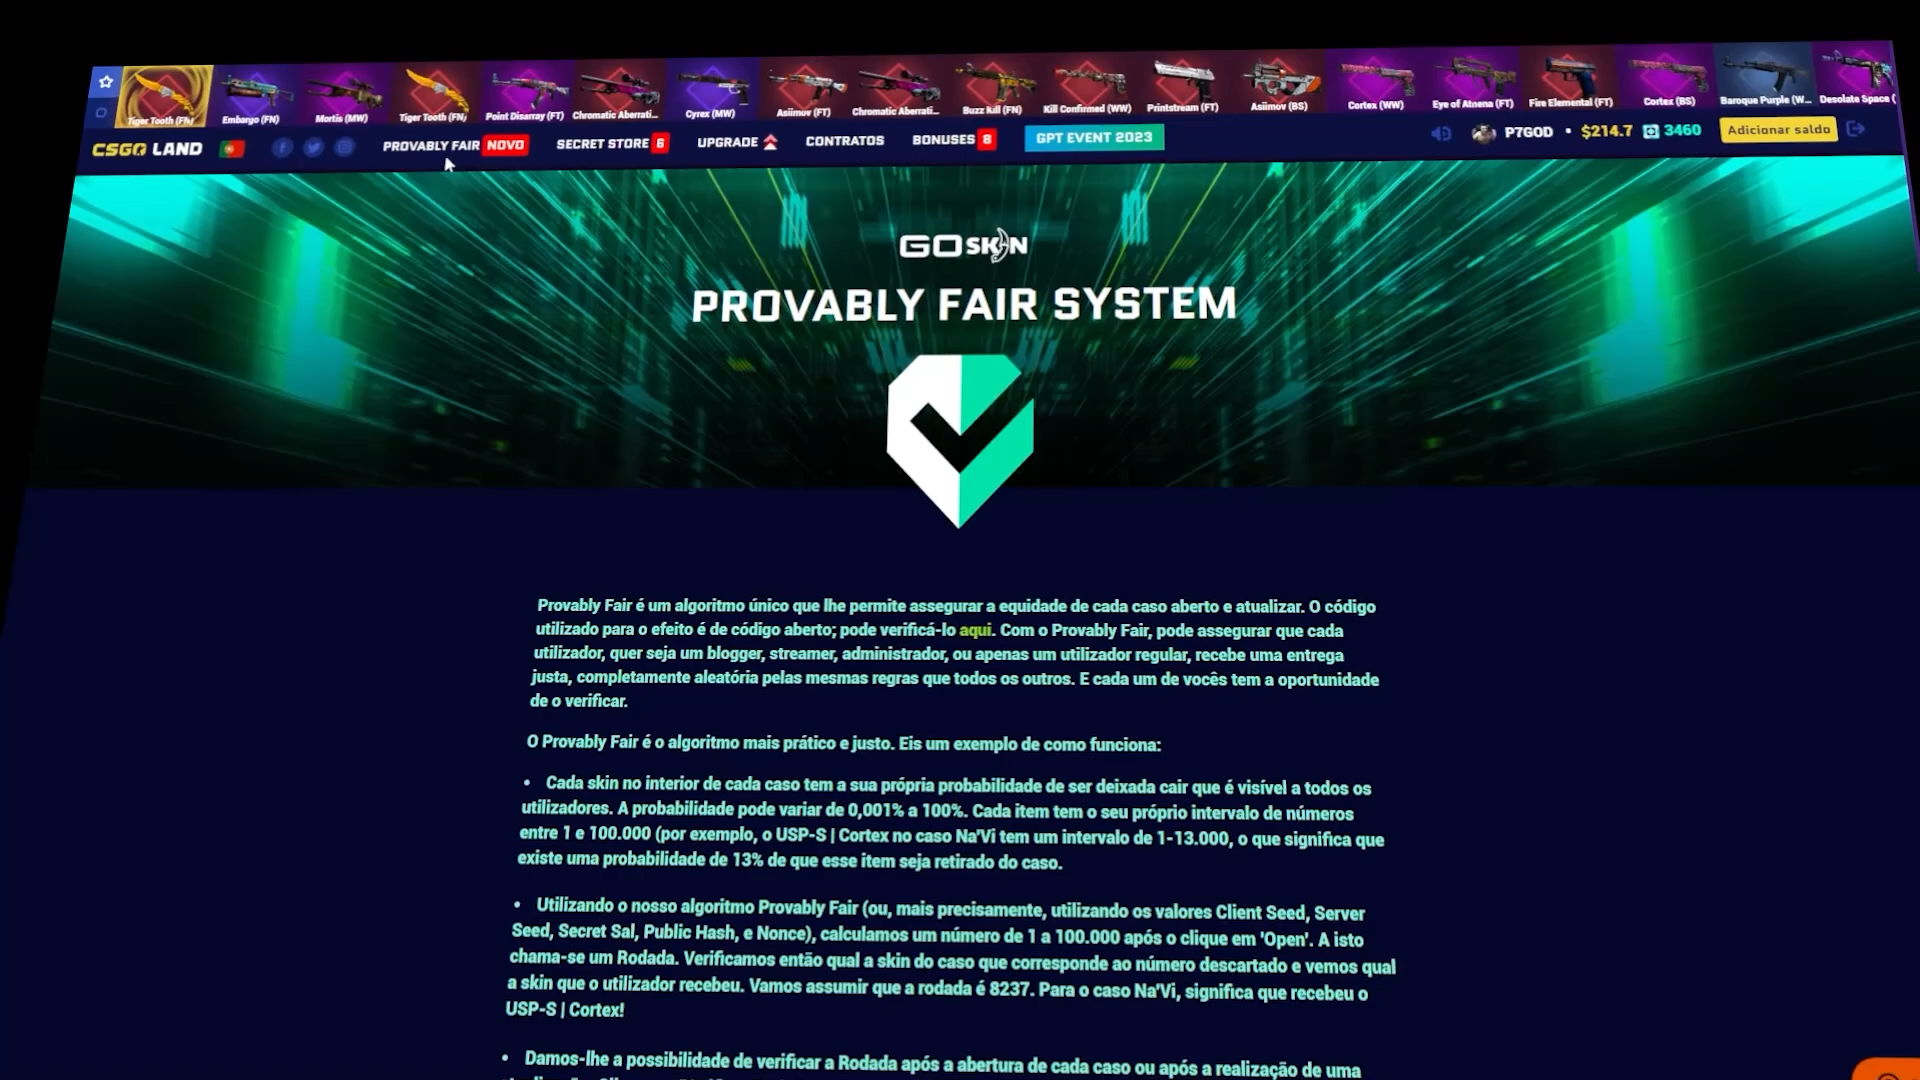 Tiger Tooth (FN)
Embargo (FN)
Mortis (MW)
Tiger Tooth (FN)
Point Disarray (FT)
Chromatic Aberrati...
Cyrex (MW)
Asiimov (FT)
Chromatic Aberrati...
Buzz Kill (FN)
Kill Confirmed (WW)
Printstream (FT)
Asiimov (BS)
Cortex (WW)
Eye of Athena (FT)
Fire Elemental (FT)
Cortex (BS)
Baroque Purple (W...
Desolate Space (
CSGO LAND
PROVABLY FAIR NOVO
SECRET STORE 6
UPGRADE
CONTRATOS
BONUSES 8
GPT EVENT 2023
P7GOD • $214.7 3460
Adicionar saldo
GOSKIN
PROVABLY FAIR SYSTEM
Provably Fair é um algoritmo único que lhe permite assegurar a equidade de cada caso aberto e atualizar. O código
utilizado para o efeito é de código aberto; pode verificá-lo aqui. Com o Provably Fair, pode assegurar que cada
utilizador, quer seja um blogger, streamer, administrador, ou apenas um utilizador regular, recebe uma entrega
justa, completamente aleatória pelas mesmas regras que todos os outros. E cada um de vocês tem a oportunidade
de o verificar.
O Provably Fair é o algoritmo mais prático e justo. Eis um exemplo de como funciona:
• Cada skin no interior de cada caso tem a sua própria probabilidade de ser deixada cair que é visível a todos os
utilizadores. A probabilidade pode variar de 0,001% a 100%. Cada item tem o seu próprio intervalo de números
entre 1 e 100.000 (por exemplo, o USP-S | Cortex no caso Na'Vi tem um intervalo de 1-13.000, o que significa que
existe uma probabilidade de 13% de que esse item seja retirado do caso.
• Utilizando o nosso algoritmo Provably Fair (ou, mais precisamente, utilizando os valores Client Seed, Server
Seed, Secret Sal, Public Hash, e Nonce), calculamos um número de 1 a 100.000 após o clique em 'Open'. A isto
chama-se um Rodada. Verificamos então qual a skin do caso que corresponde ao número descartado e vemos qual
a skin que o utilizador recebeu. Vamos assumir que a rodada é 8237. Para o caso Na'Vi, significa que recebeu o
USP-S | Cortex!
• Damos-lhe a possibilidade de verificar a Rodada após a abertura de cada caso ou após a realização de uma